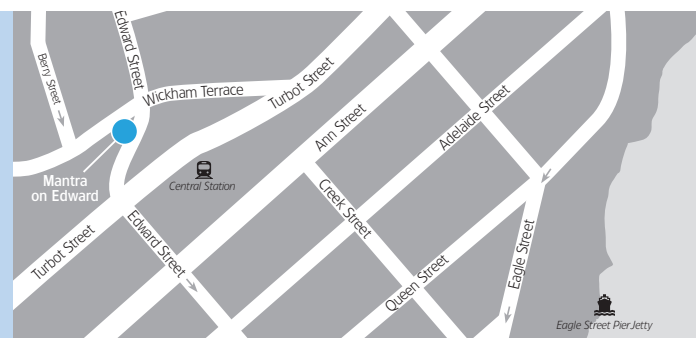 Edward Street
Berry Street
Wickham Terrace
Turbot Street
Ann Street
Adelaide Street
Mantra
on Edward
Central Station
Creek Street
Turbot Street
Edward Street
Queen Street
Eagle Street
Eagle Street Pier Jetty